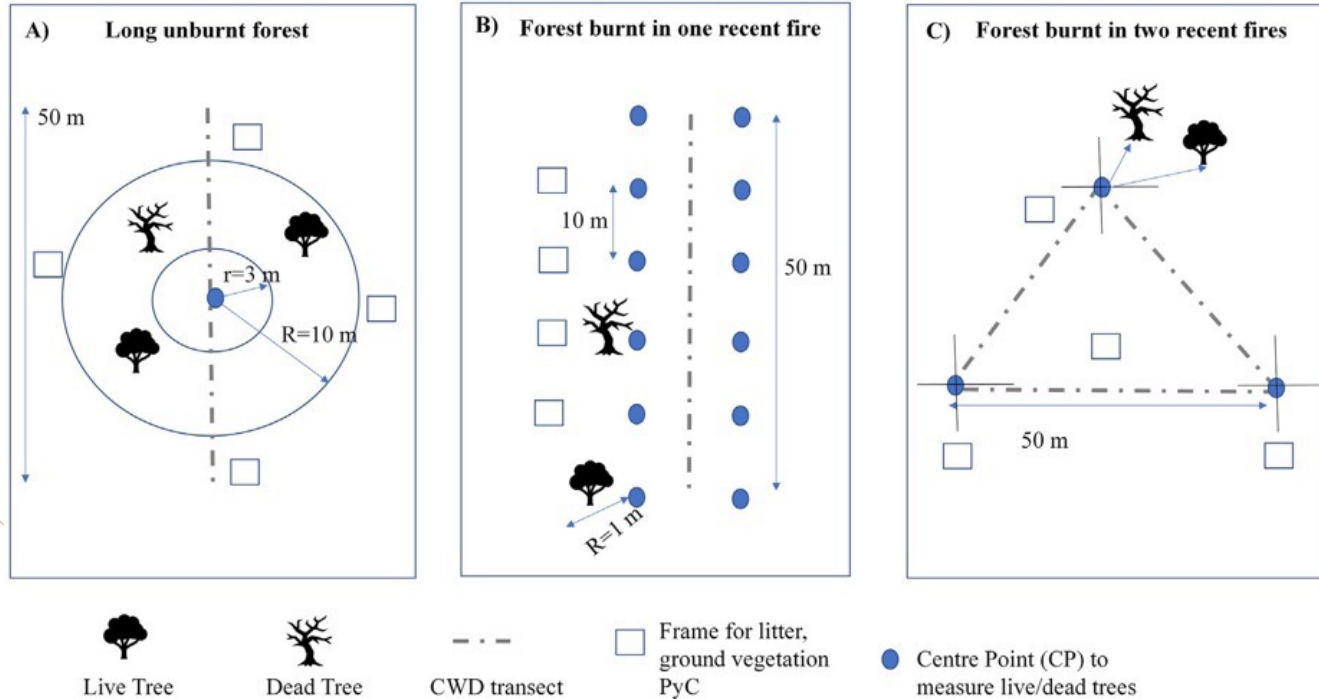 A) Long unburnt forest
50 m
r=3 m
R=10 m
B) Forest burnt in one recent fire
10 m
50 m
R=1 m
C) Forest burnt in two recent fires
50 m
Live Tree
Dead Tree
CWD transect
Frame for litter,
ground vegetation
PyC
Centre Point (CP) to
measure live/dead trees